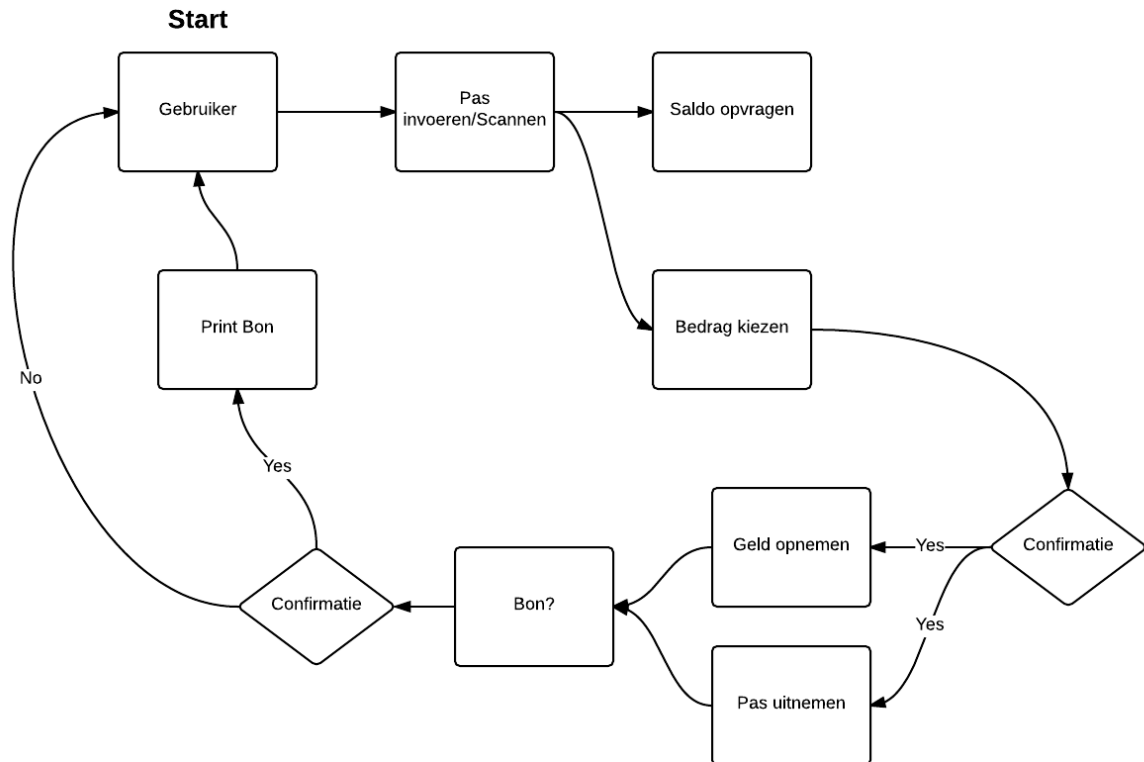 Start
Gebruiker
Pas
invoeren/Scannen
Saldo opvragen
Print Bon
Bedrag kiezen
No
Yes
Geld opnemen
Yes
Confirmatie
Confirmatie
Bon?
Yes
Pas uitnemen